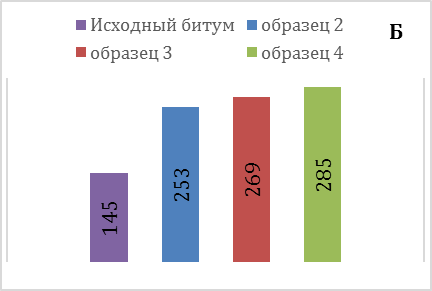 Исходный битум
образец 2
образец 3
образец 4
Б
145
253
269
285